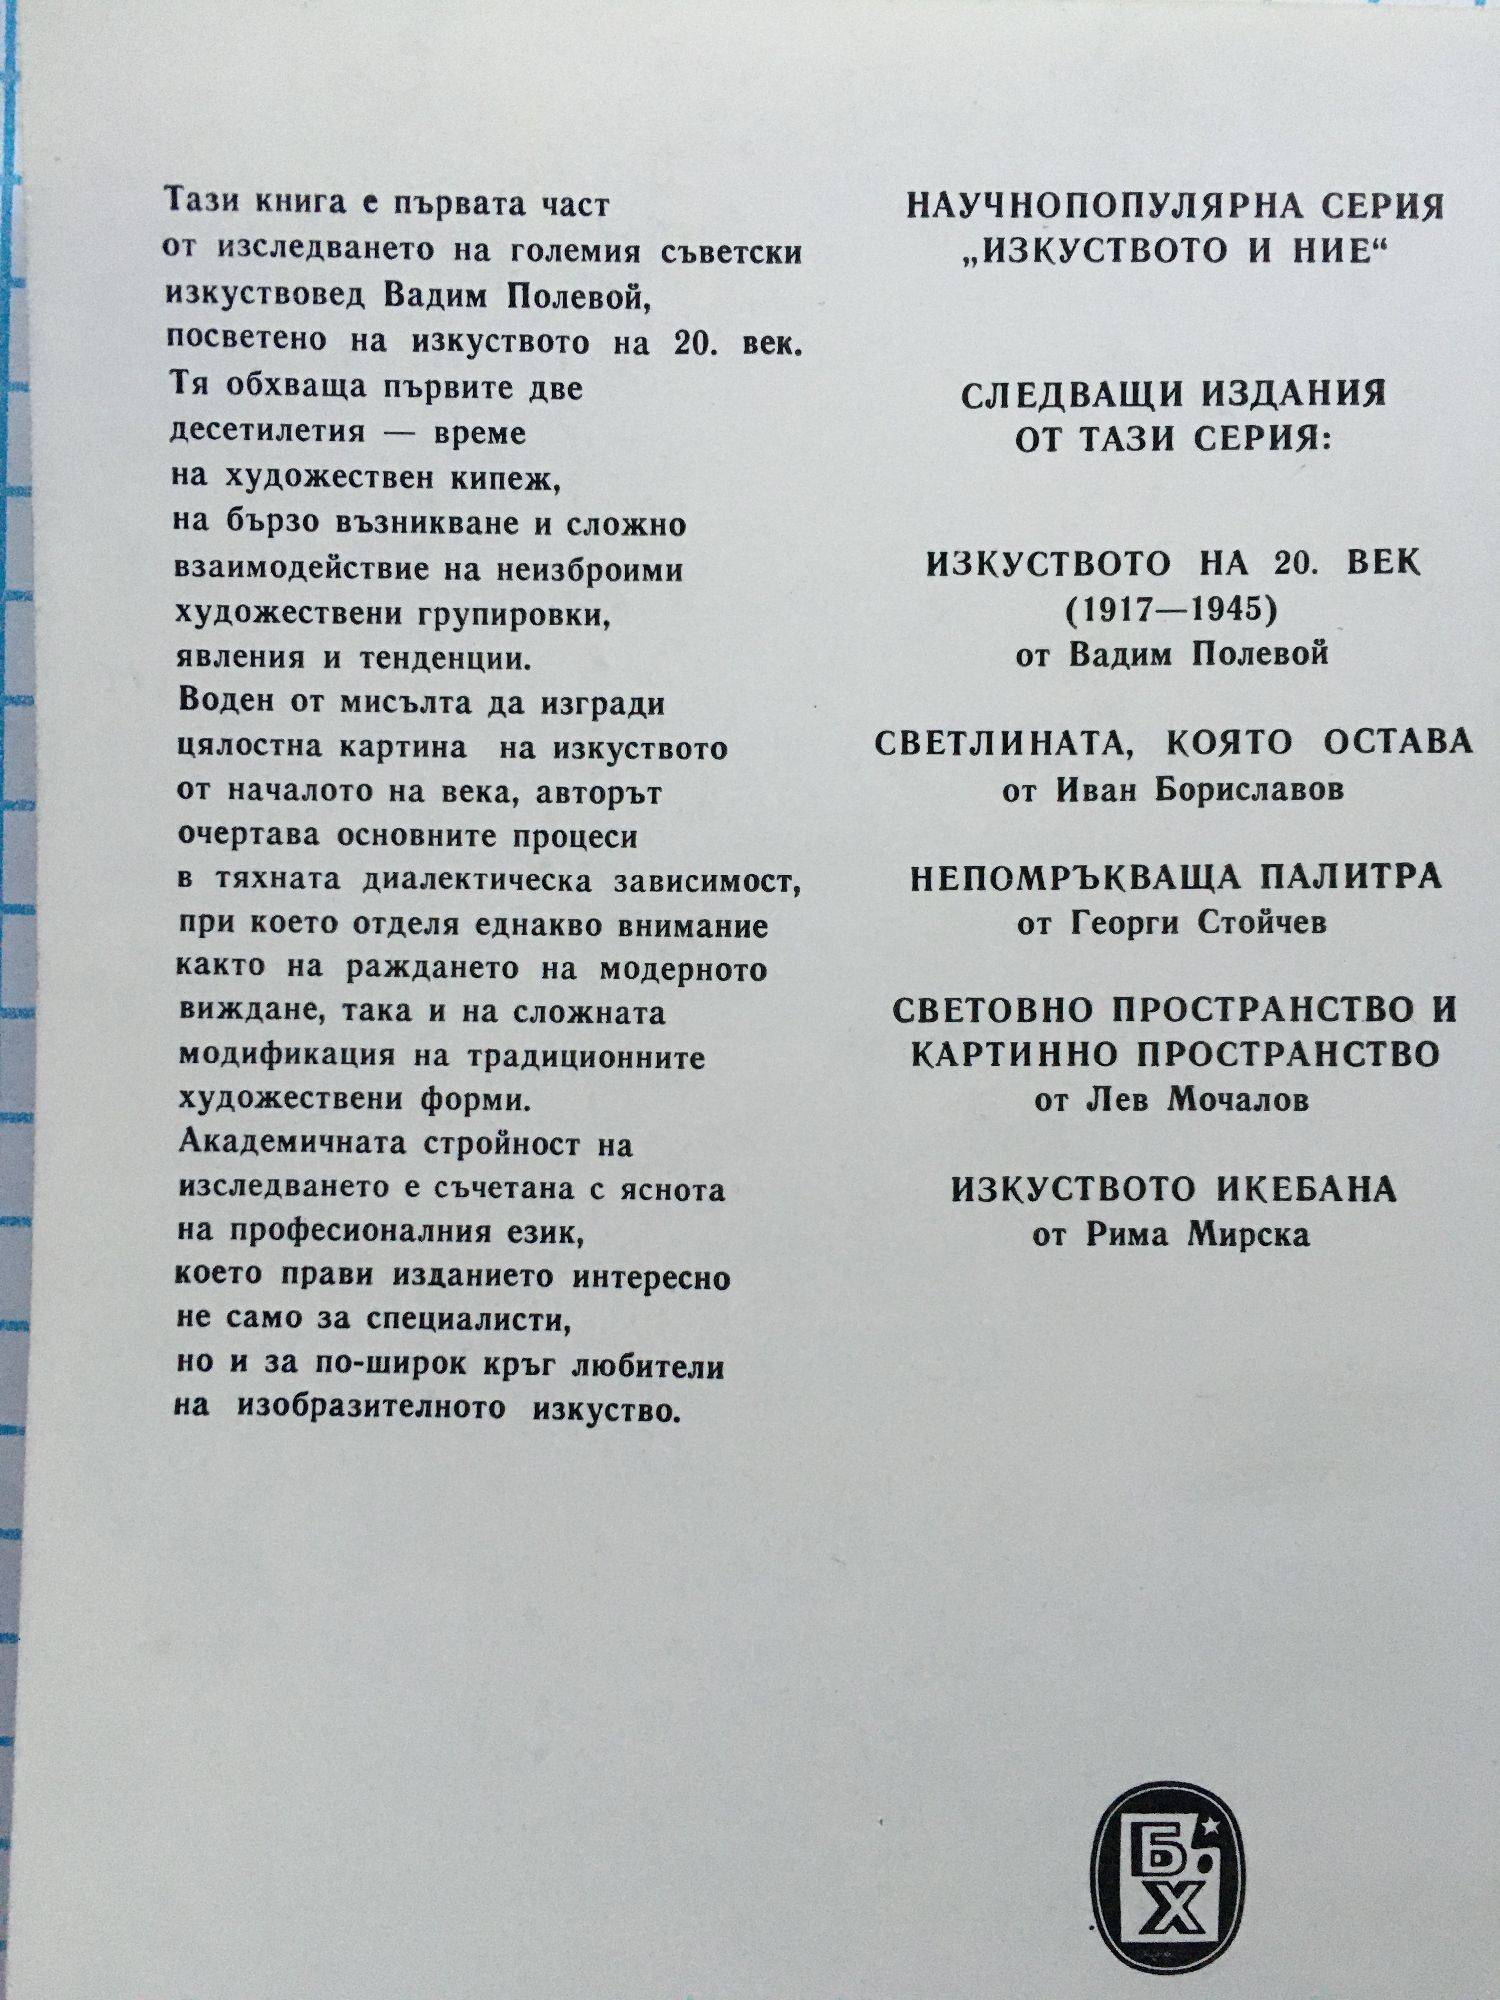 Тази книга е първата част
от изследването на големия съветски
изкуствовед Вадим Полевой,
посветено на изкуството на 20. век.
Тя обхваща първите две
десетилетия — време
на художествен кипеж,
на бързо възникване и сложно
взаимодействие на неизброими
художествени групировки,
явления и тенденции.
Воден от мисълта да изгради
цялостна картина на изкуството
от началото на века, авторът
очертава основните процеси
в тяхната диалектическа зависимост,
при което отделя еднакво внимание
както на раждането на модерното
виждане, така и на сложната
модификация на традиционните
художествени форми.
Академичната стройност на
изследването е съчетана с яснота
на професионалния език,
което прави изданието интересно
не само за специалисти,
но и за по-широк кръг любители
на изобразителното изкуство.
НАУЧНОПОПУЛЯРНА СЕРИЯ
„ИЗКУСТВОТО И НИЕ“
СЛЕДВАЩИ ИЗДАНИЯ
ОТ ТАЗИ СЕРИЯ:
ИЗКУСТВОТО НА 20. ВЕК
(1917—1945)
от Вадим Полевой
СВЕТЛИНАТА, КОЯТО ОСТАВА
от Иван Бориславов
НЕПОМРЪКВАЩА ПАЛИТРА
от Георги Стойчев
СВЕТОВНО ПРОСТРАНСТВО И
КАРТИННО ПРОСТРАНСТВО
от Лев Мочалов
ИЗКУСТВОТО ИКЕБАНА
от Рима Мирска
Б.
Х